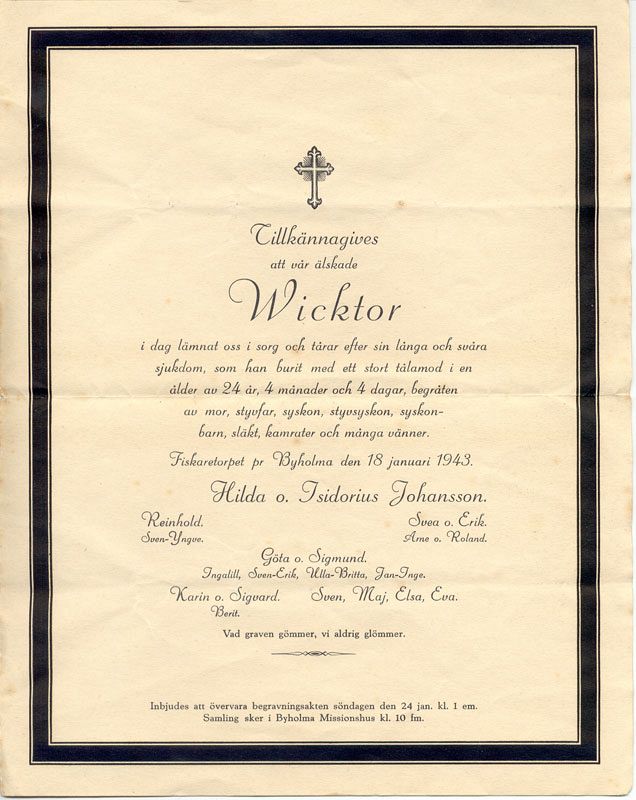 Tillkännagives
att vår älskade
Wicktor
i dag lämnat oss i sorg och tårar efter sin långa och svåra
sjukdom, som han burit med ett stort tålamod i en
ålder av 24 år, 4 månader och 4 dagar, begråten
av mor, styvfar, syskon, styvsyskon, syskon-
barn, släkt, kamrater och många vänner.
Fiskaretorpet pr Byholma den 18 januari 1943.
Hilda o. Isidorius Johansson.
Reinhold. Svea o. Erik.
Sven-Yngve. Arne o. Roland.
Göta o. Sigmund.
Ingalill, Sven-Erik, Ulla-Britta, Jan-Inge.
Karin o. Sigvard. Sven, Maj, Elsa, Eva.
Berit.
Vad graven gömmer, vi aldrig glömmer.
Inbjudes att övervara begravningsakten söndagen den 24 jan. kl. 1 em.
Samling sker i Byholma Missionshus kl. 10 fm.